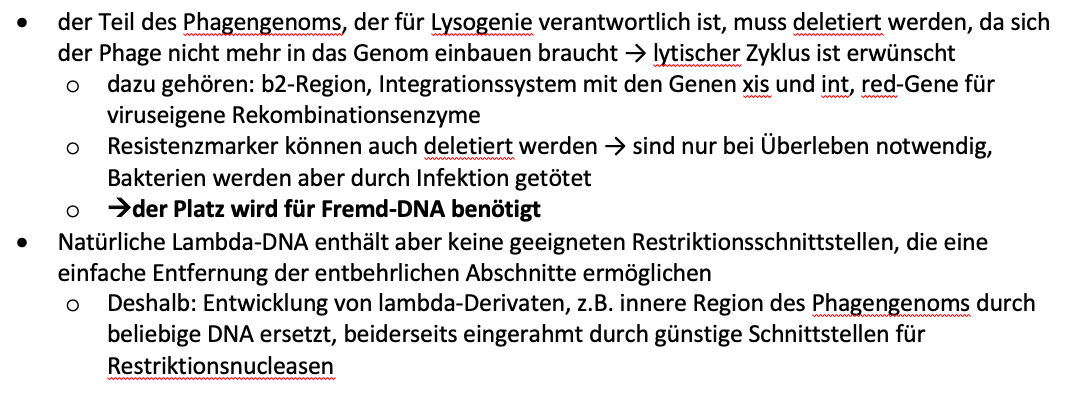 • der Teil des Phagengenoms, der für Lysogenie verantwortlich ist, muss deletiert werden, da sich
der Phage nicht mehr in das Genom einbauen braucht → lytischer Zyklus ist erwünscht
o dazu gehören: b2-Region, Integrationssystem mit den Genen xis und int, red-Gene für
viruseigene Rekombinationsenzyme
o Resistenzmarker können auch deletiert werden → sind nur bei Überleben notwendig,
Bakterien werden aber durch Infektion getötet
o →der Platz wird für Fremd-DNA benötigt
• Natürliche Lambda-DNA enthält aber keine geeigneten Restriktionsschnittstellen, die eine
einfache Entfernung der entbehrlichen Abschnitte ermöglichen
o Deshalb: Entwicklung von lambda-Derivaten, z.B. innere Region des Phagengenoms durch
beliebige DNA ersetzt, beiderseits eingerahmt durch günstige Schnittstellen für
Restriktionsnucleasen